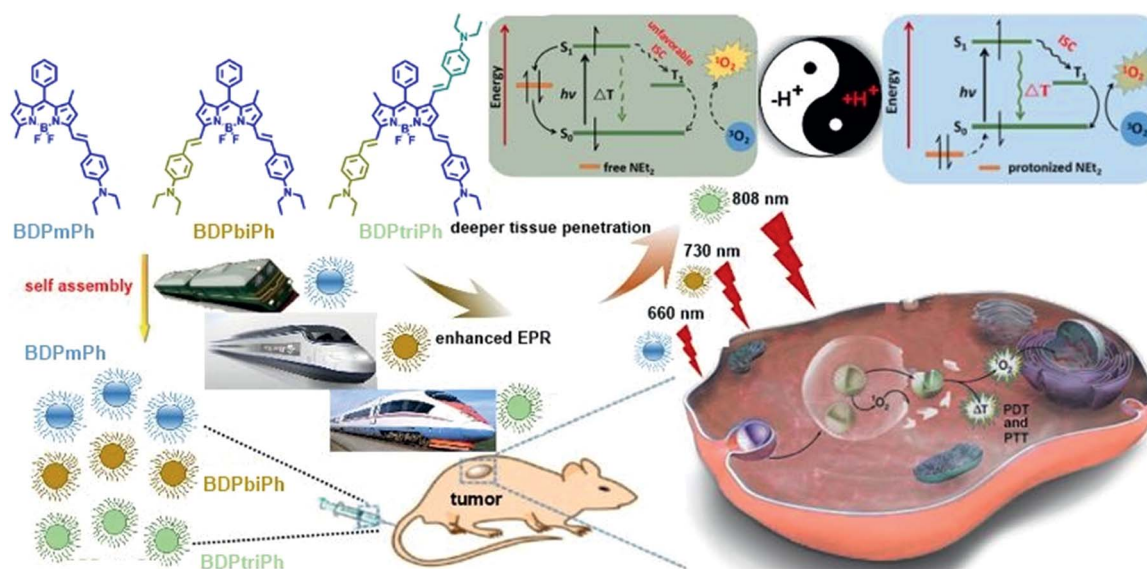 N
N B N
F F
N
N B N
F F
N
N
N B N
F F
N
N
BDPmPh
BDPbiPh
BDPtriPh
Energy
S1
unfavorable
ISC
T1
hν
ΔT
S0
free NEt2
¹O2
³O2
-H⁺
+H⁺
Energy
S1
ISC
T1
hν
ΔT
S0
protonized NEt2
¹O2
³O2
deeper tissue penetration
808 nm
730 nm
660 nm
self assembly
enhanced EPR
BDPmPh
BDPbiPh
BDPtriPh
tumor
¹O2
¹O2
ΔT
PDT
and
PTT